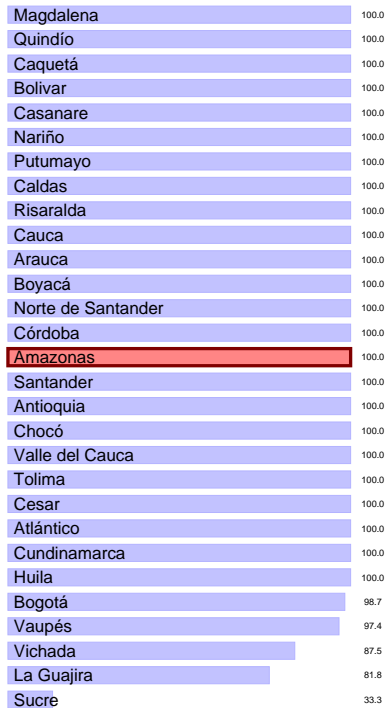 Magdalena 100.0
Quindío 100.0
Caquetá 100.0
Bolivar 100.0
Casanare 100.0
Nariño 100.0
Putumayo 100.0
Caldas 100.0
Risaralda 100.0
Cauca 100.0
Arauca 100.0
Boyacá 100.0
Norte de Santander 100.0
Córdoba 100.0
Amazonas 100.0
Santander 100.0
Antioquia 100.0
Chocó 100.0
Valle del Cauca 100.0
Tolima 100.0
Cesar 100.0
Atlántico 100.0
Cundinamarca 100.0
Huila 100.0
Bogotá 98.7
Vaupés 97.4
Vichada 87.5
La Guajira 81.8
Sucre 33.3